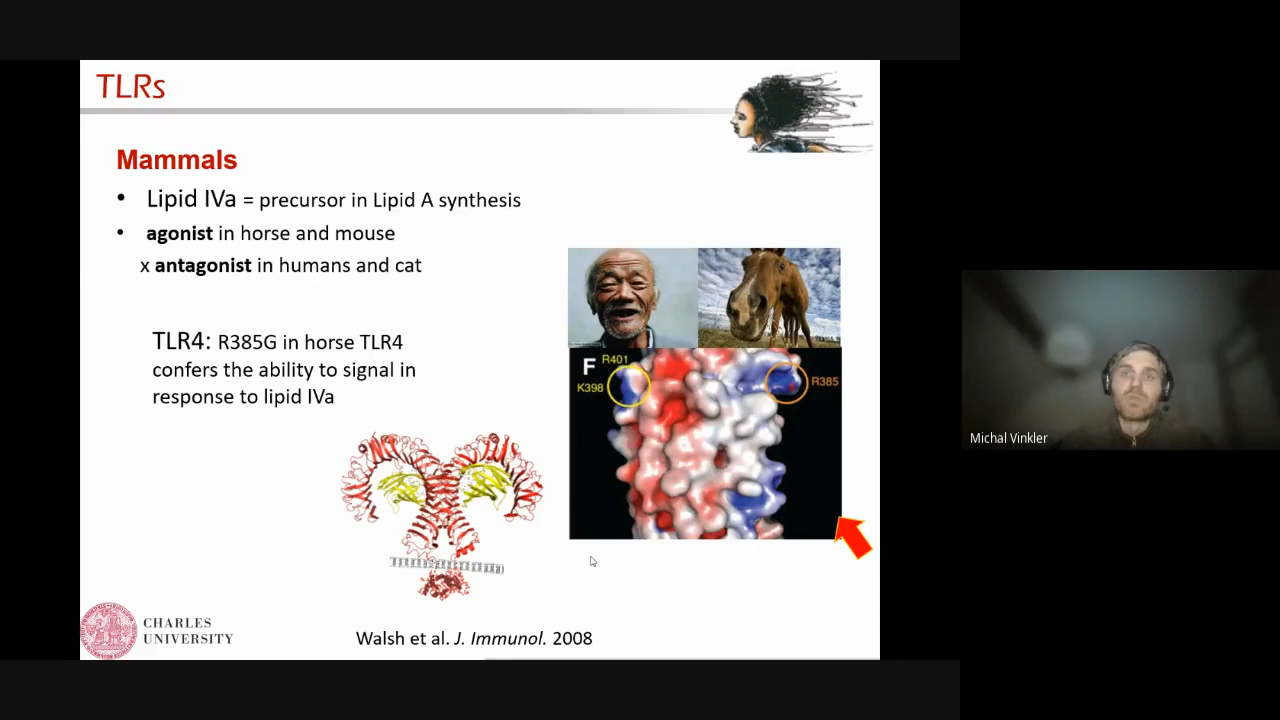 TLRs
Mammals
• Lipid IVa = precursor in Lipid A synthesis
• agonist in horse and mouse
x antagonist in humans and cat
TLR4: R385G in horse TLR4
confers the ability to signal in
response to lipid IVa
F
R401
K398
R385
Michal Vinkler
CHARLES
UNIVERSITY
Walsh et al. J. Immunol. 2008